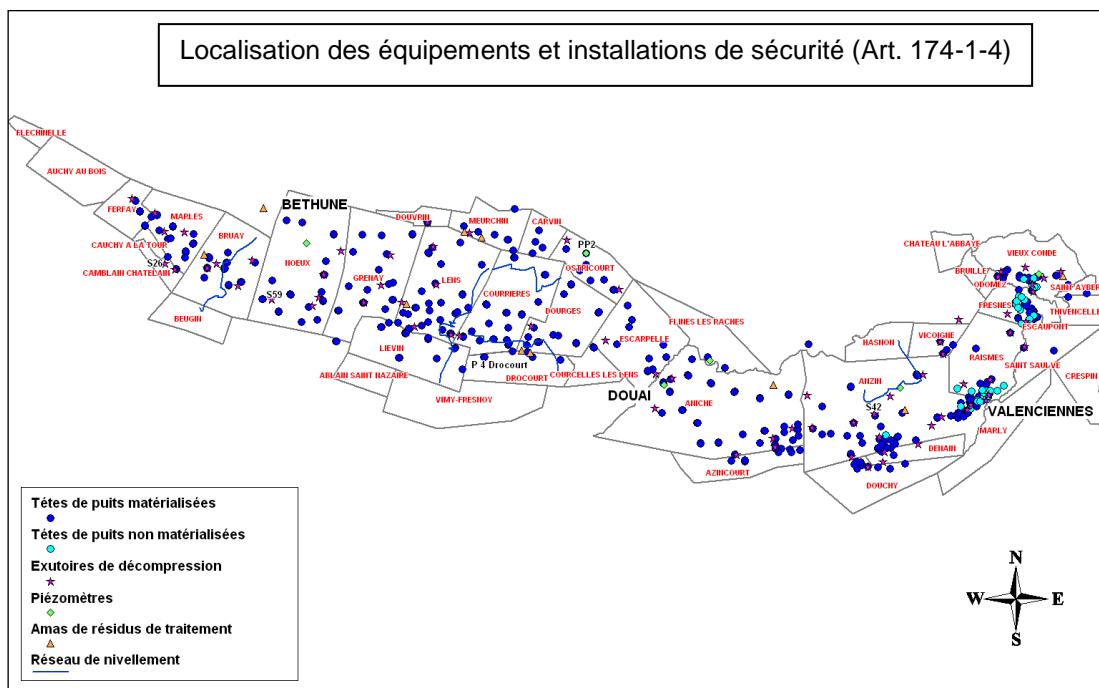 Localisation des équipements et installations de sécurité (Art. 174-1-4)
FLECHINELLE
AUCHY AU BOIS
FERFAY
MARLES
CAUCHY A LA TOUR
S26
CAMBLAIN CHATELAIN
BRUAY
BEUGIN
BETHUNE
NOEUX
S59
GRENAY
DOUVRIN
MEURCHIN
CARVIN
PP2
OSTRICOURT
LENS
COURRIERES
DOURGES
LIEVIN
ABLAIN SAINT NAZAIRE
P 4 Drocourt
DROCOURT
COURCELLES LES LENS
VIMY-FRESNOY
ESCARPELLE
FLINES LES RACHES
DOUAI
ANICHE
AZINCOURT
ANZIN
S42
HASNON
VICOIGNE
RAISMES
DENAIN
DOUCHY
CHATEAU L'ABBAYE
VIEUX CONDE
BRUILLE
ODOMEZ
FRESNES
SAINT AYBERT
THIVENCELLE
ESCAUPONT
SAINT SAULVE
CRESPIN
VALENCIENNES
MARLY
Têtes de puits matérialisées
Têtes de puits non matérialisées
Exutoires de décompression
Piézomètres
Amas de résidus de traitement
Réseau de nivellement
N
W E
S